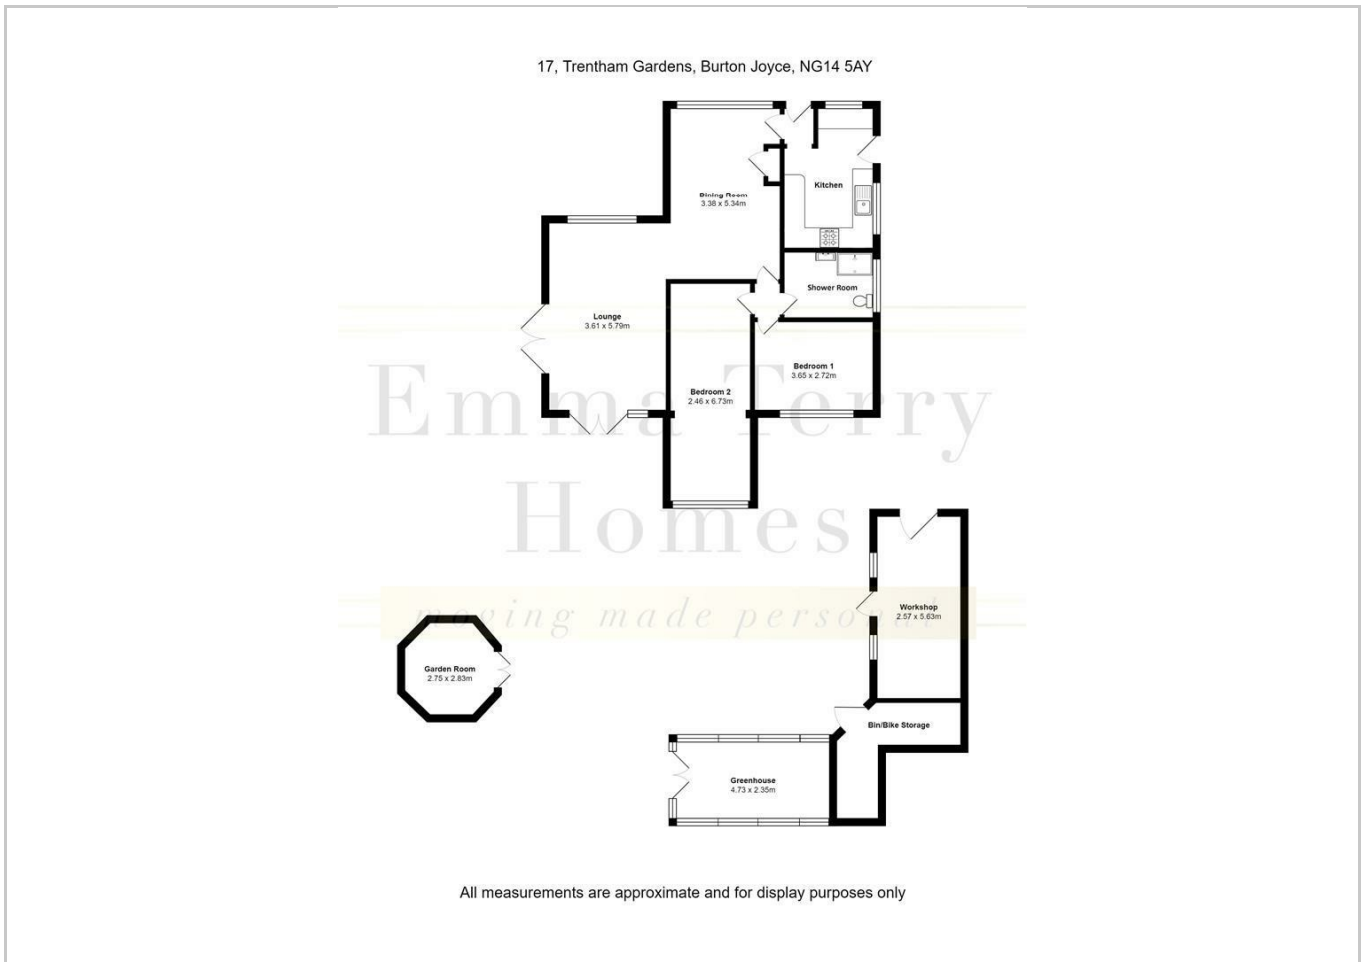 17, Trentham Gardens, Burton Joyce, NG14 5AY
Dining Room
3.38 x 5.34m
Kitchen
Shower Room
Lounge
3.61 x 5.79m
Bedroom 1
3.65 x 2.72m
Bedroom 2
2.46 x 6.73m
Emma Terry
Homes
moving made personal
Workshop
2.57 x 5.63m
Garden Room
2.75 x 2.83m
Bin/Bike Storage
Greenhouse
4.73 x 2.35m
All measurements are approximate and for display purposes only